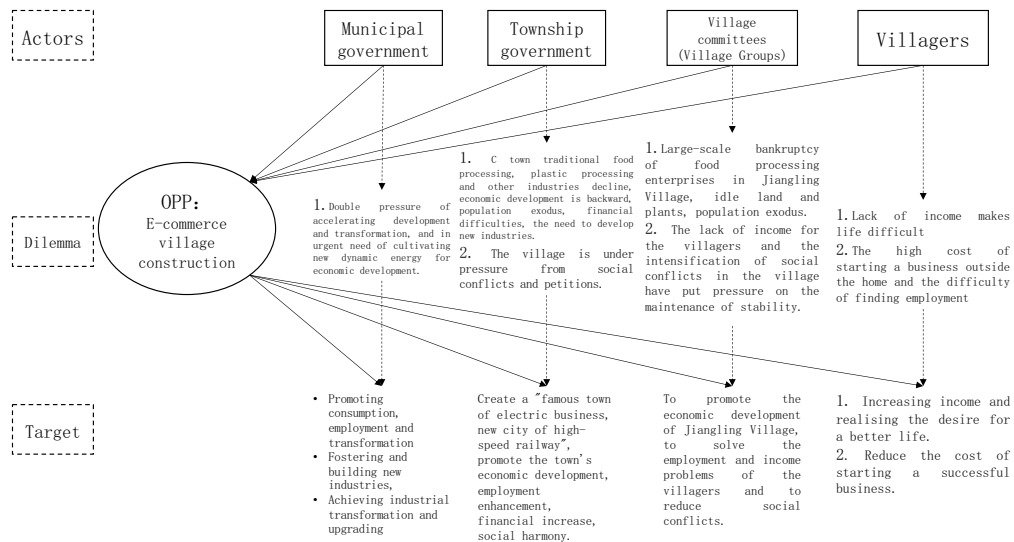 Actors
Municipal
government
Township
government
Village
committees
(Village Groups)
Villagers
OPP:
E-commerce
village
construction
Dilemma
1. Double pressure of
accelerating development
and transformation, and in
urgent need of cultivating
new dynamic energy for
economic development.
1. C town traditional food
processing, plastic processing
and other industries decline,
economic development is backward,
population exodus, financial
difficulties, the need to develop
new industries.
2. The village is under
pressure from social
conflicts and petitions.
1. Large-scale bankruptcy
of food processing
enterprises in Jiangling
Village, idle land and
plants, population exodus.
2. The lack of income for
the villagers and the
intensification of social
conflicts in the village
have put pressure on the
maintenance of stability.
1. Lack of income makes
life difficult
2. The high cost of
starting a business outside
the home and the difficulty
of finding employment
Target
• Promoting
consumption,
employment and
transformation
• Fostering and
building new
industries,
• Achieving industrial
transformation and
upgrading
Create a "famous town
of electric business,
new city of high-
speed railway",
promote the town's
economic development,
employment
enhancement,
financial increase,
social harmony.
To promote the
economic development
of Jiangling Village,
to solve the
employment and income
problems of the
villagers and to
reduce social
conflicts.
1. Increasing income and
realising the desire for
a better life.
2. Reduce the cost of
starting a successful
business.